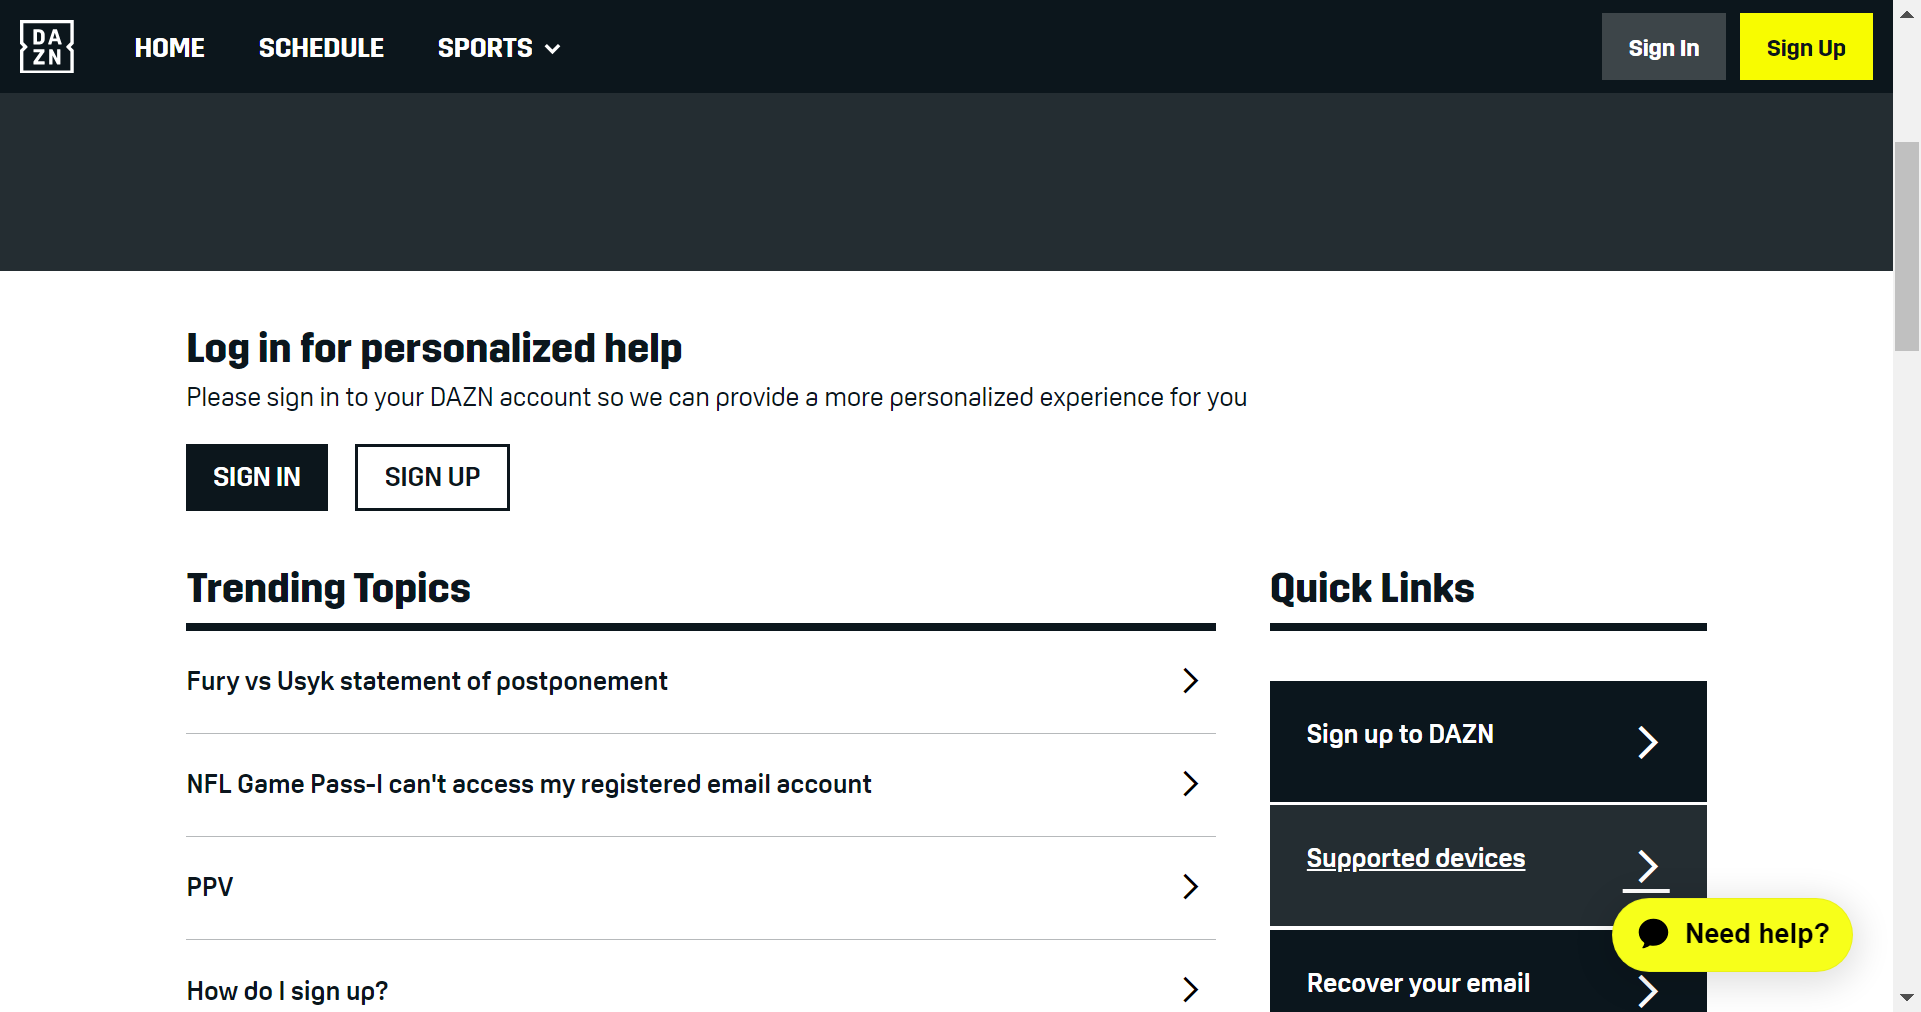 DAZN
HOME
SCHEDULE
SPORTS
Sign In
Sign Up
Log in for personalized help
Please sign in to your DAZN account so we can provide a more personalized experience for you
SIGN IN
SIGN UP
Trending Topics
Fury vs Usyk statement of postponement
NFL Game Pass-I can't access my registered email account
PPV
How do I sign up?
Quick Links
Sign up to DAZN
Supported devices
Recover your email
Need help?